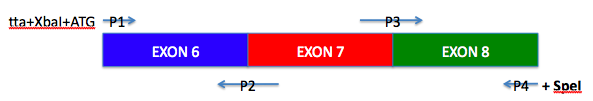 tta+XbaI+ATG P1 P3
EXON 6 EXON 7 EXON 8
P2 P4 + SpeI